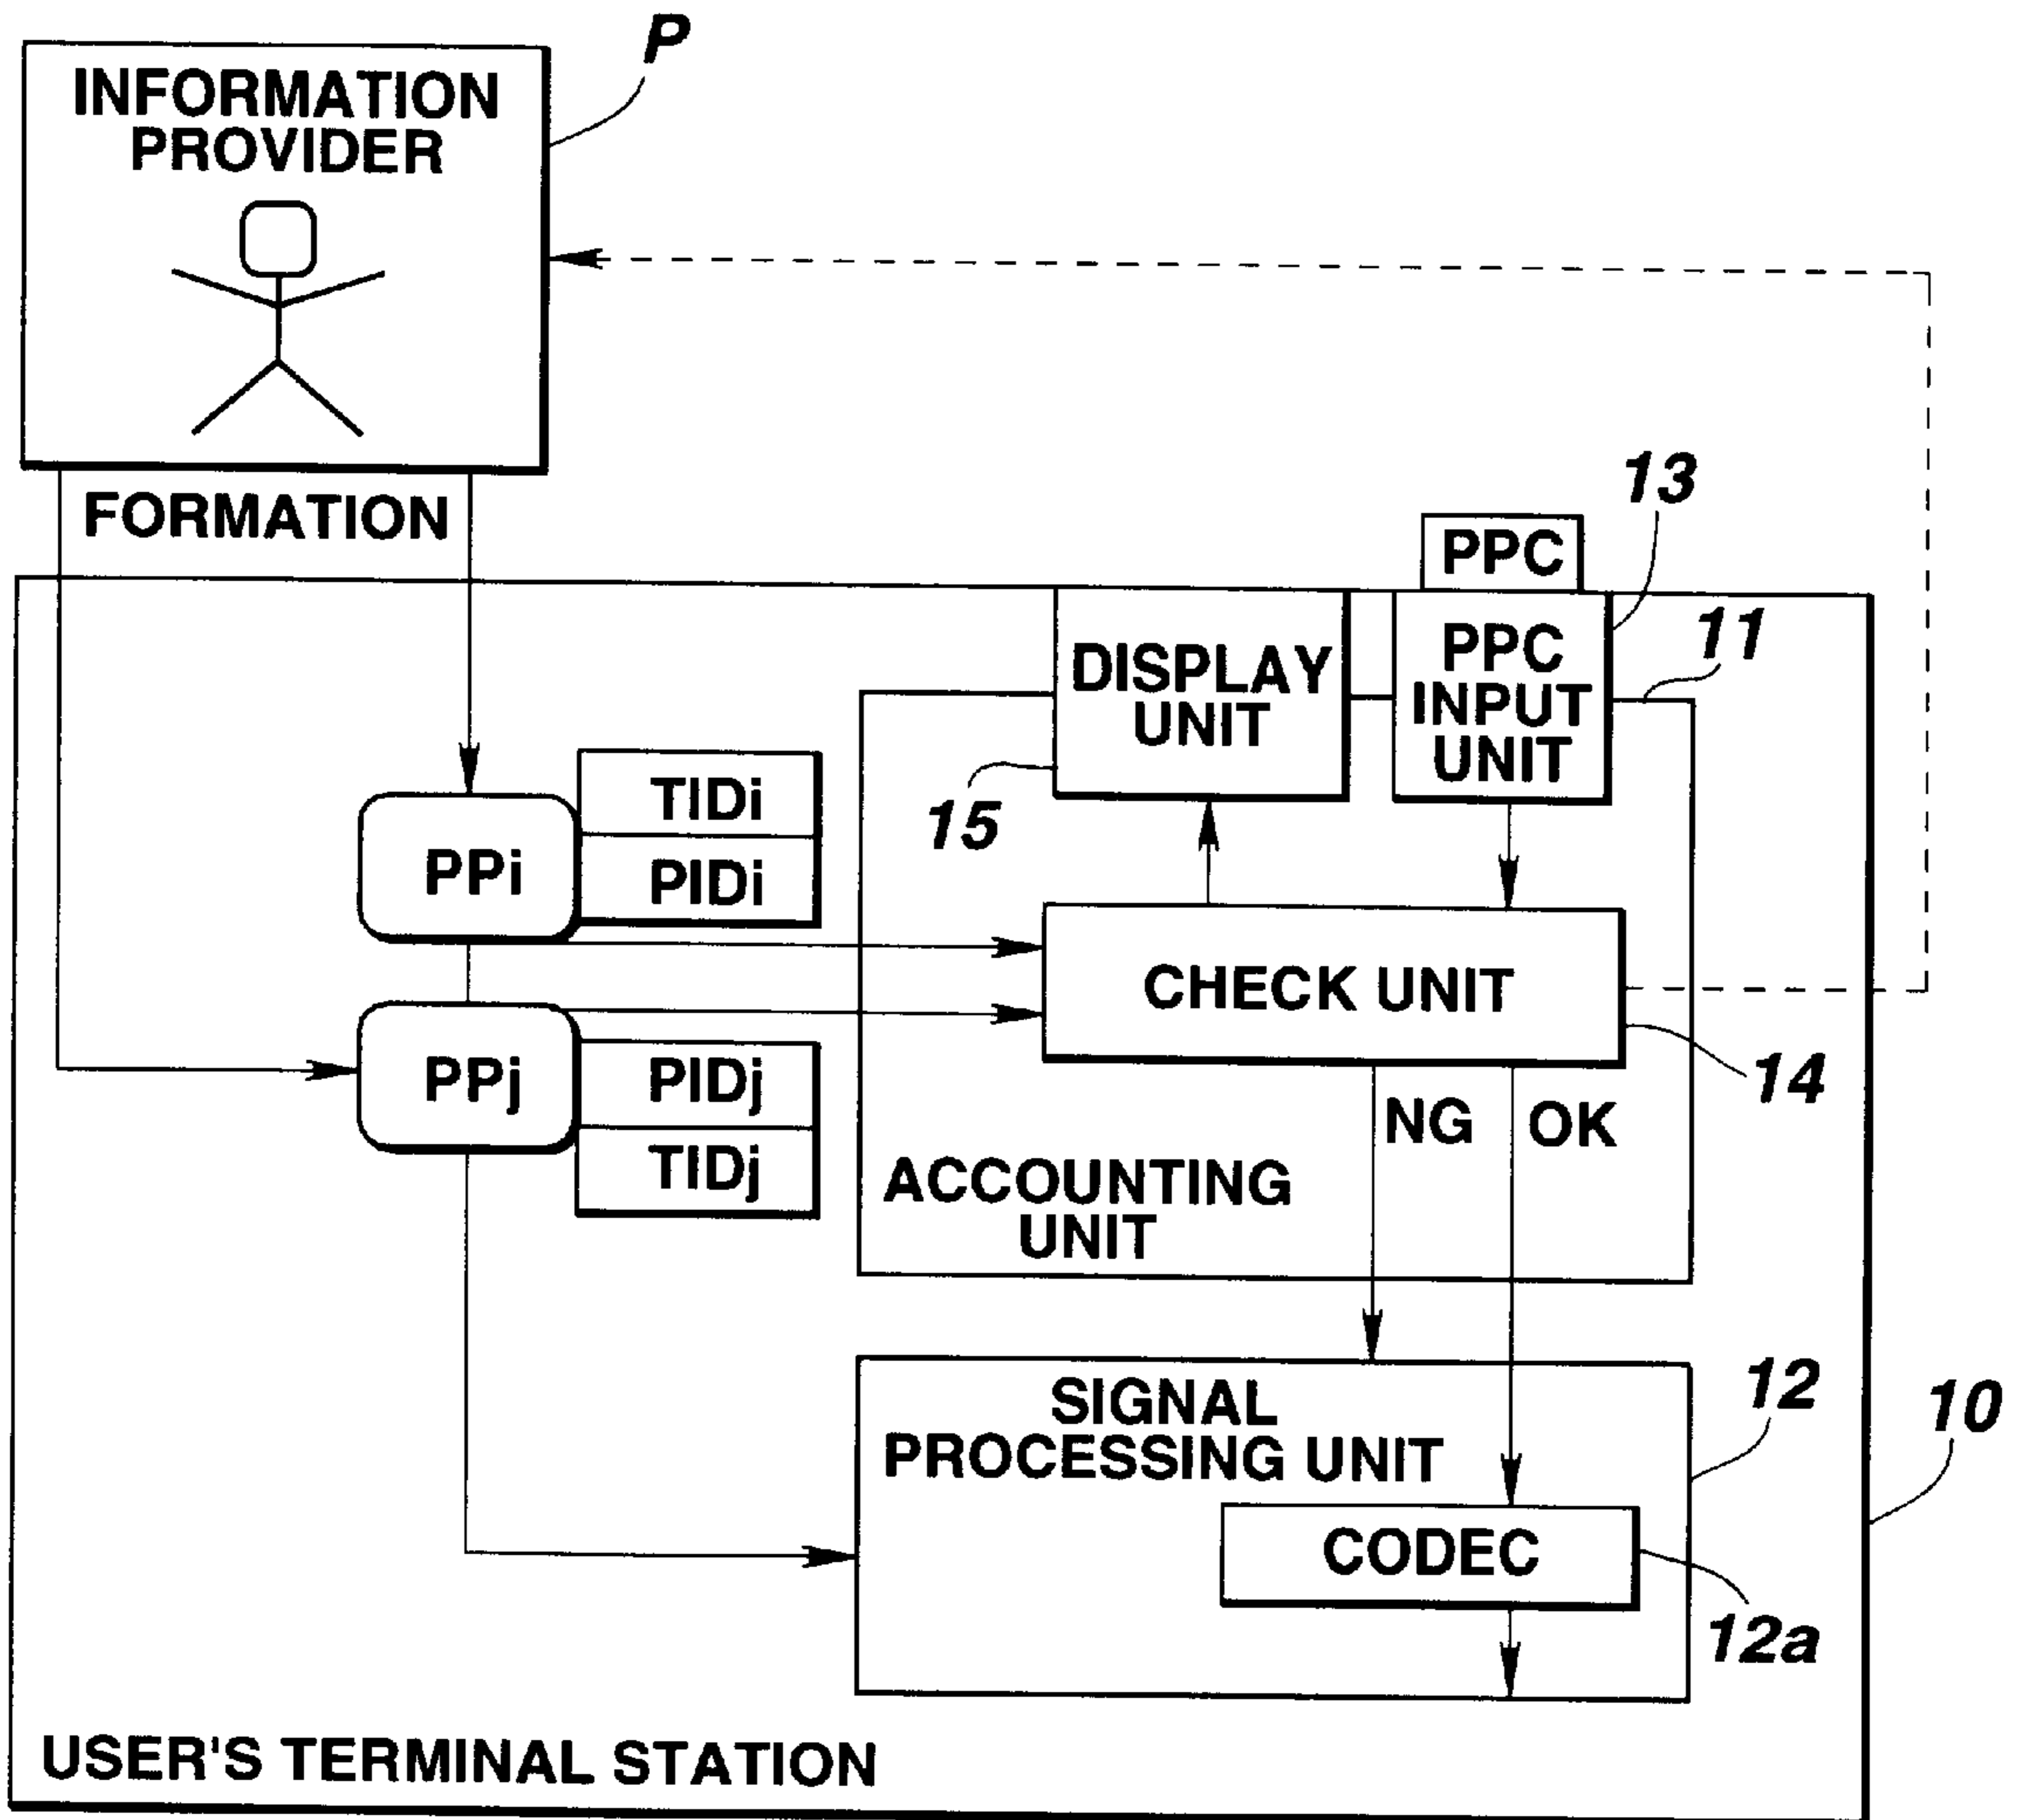 P
INFORMATION
PROVIDER
FORMATION
13
PPC
11
DISPLAY
UNIT
PPC
INPUT
UNIT
15
TIDi
PPi
PIDi
CHECK UNIT
14
PPj
PIDj
TIDj
NG
OK
ACCOUNTING
UNIT
12
10
SIGNAL
PROCESSING UNIT
CODEC
12a
USER'S TERMINAL STATION